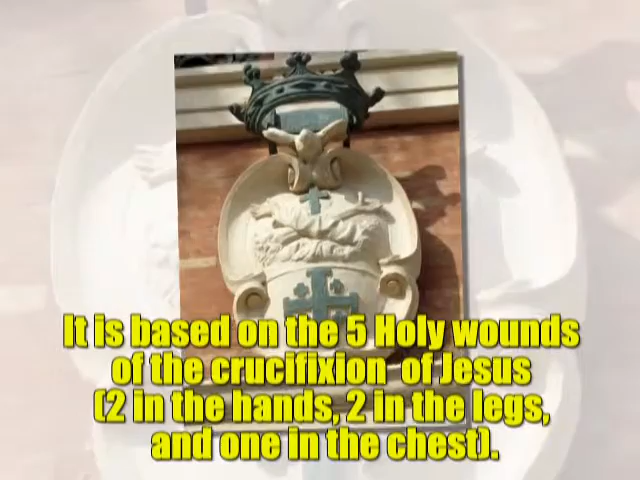 It is based on the 5 Holy wounds
of the crucifixion of Jesus
(2 in the hands, 2 in the legs,
and one in the chest).